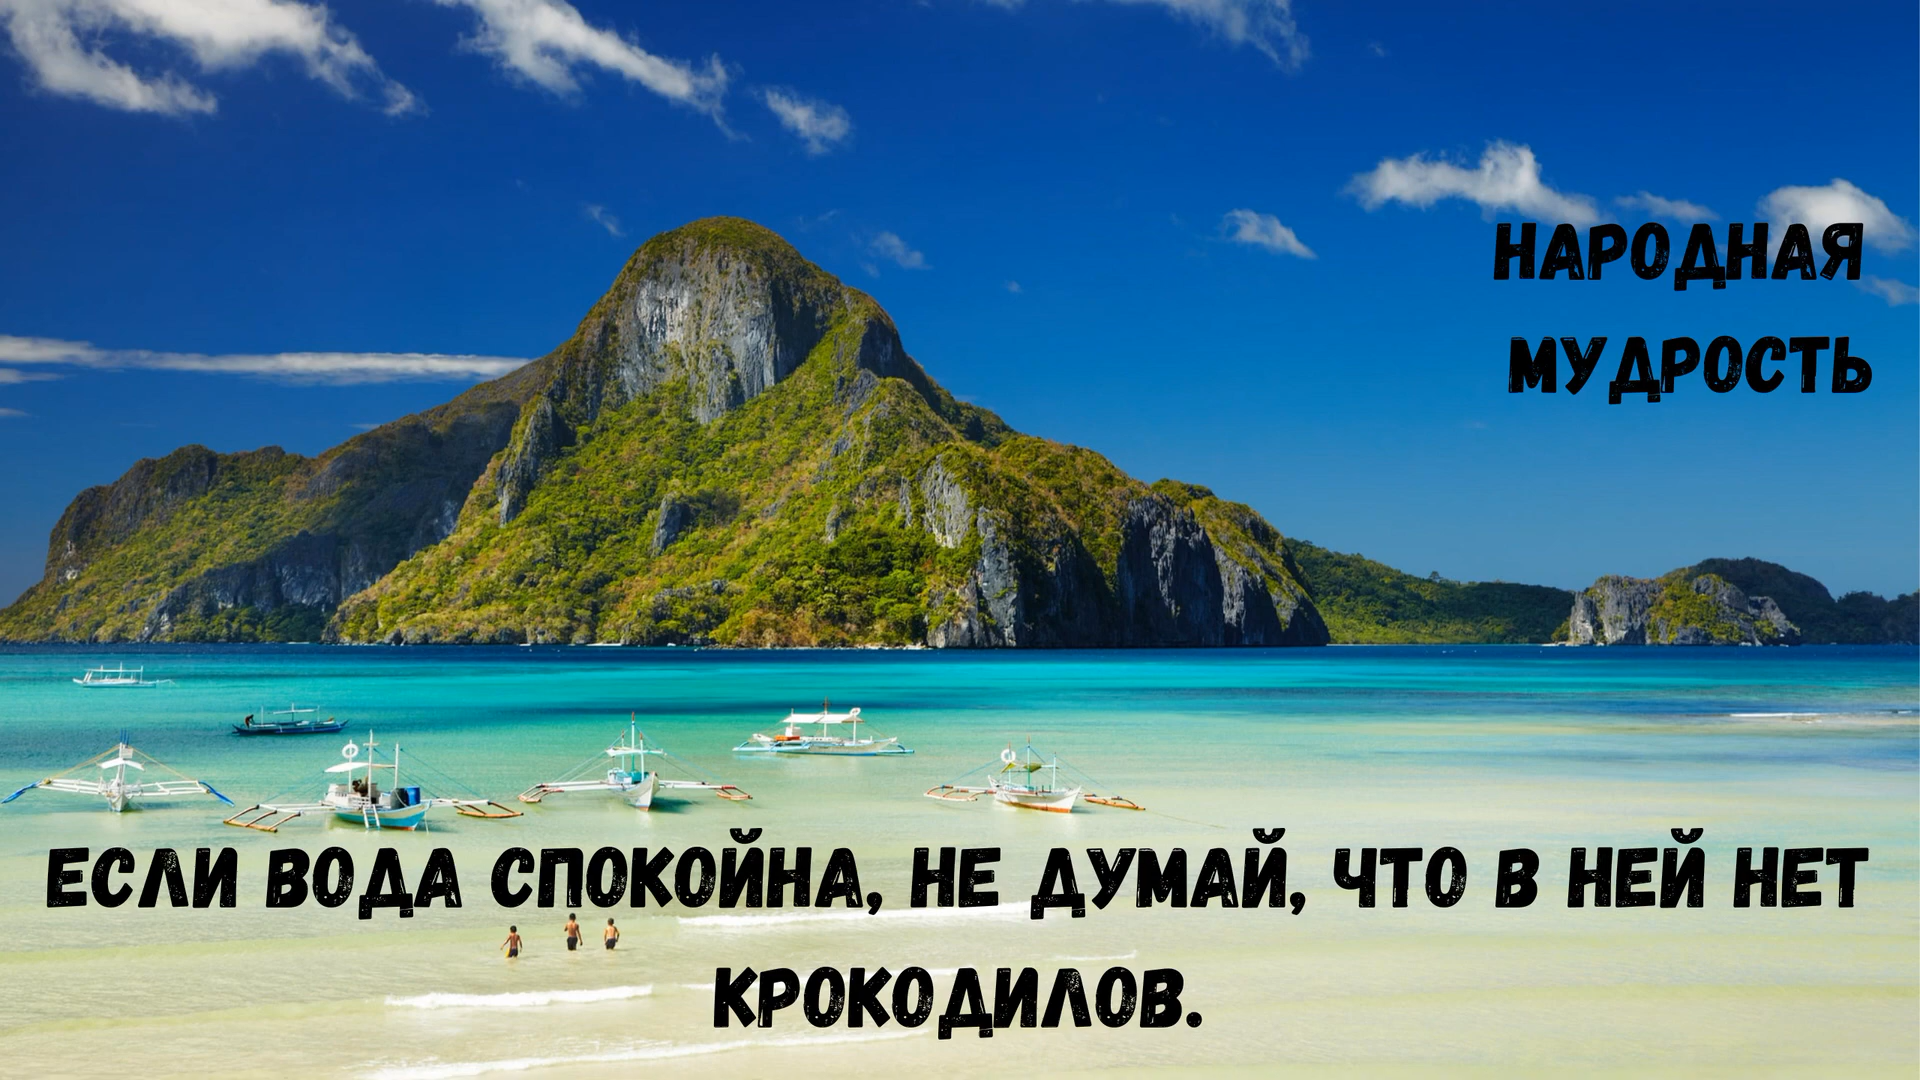 НАРОДНАЯ
МУДРОСТЬ
ЕСЛИ ВОДА СПОКОЙНА, НЕ ДУМАЙ, ЧТО В НЕЙ НЕТ
КРОКОДИЛОВ.